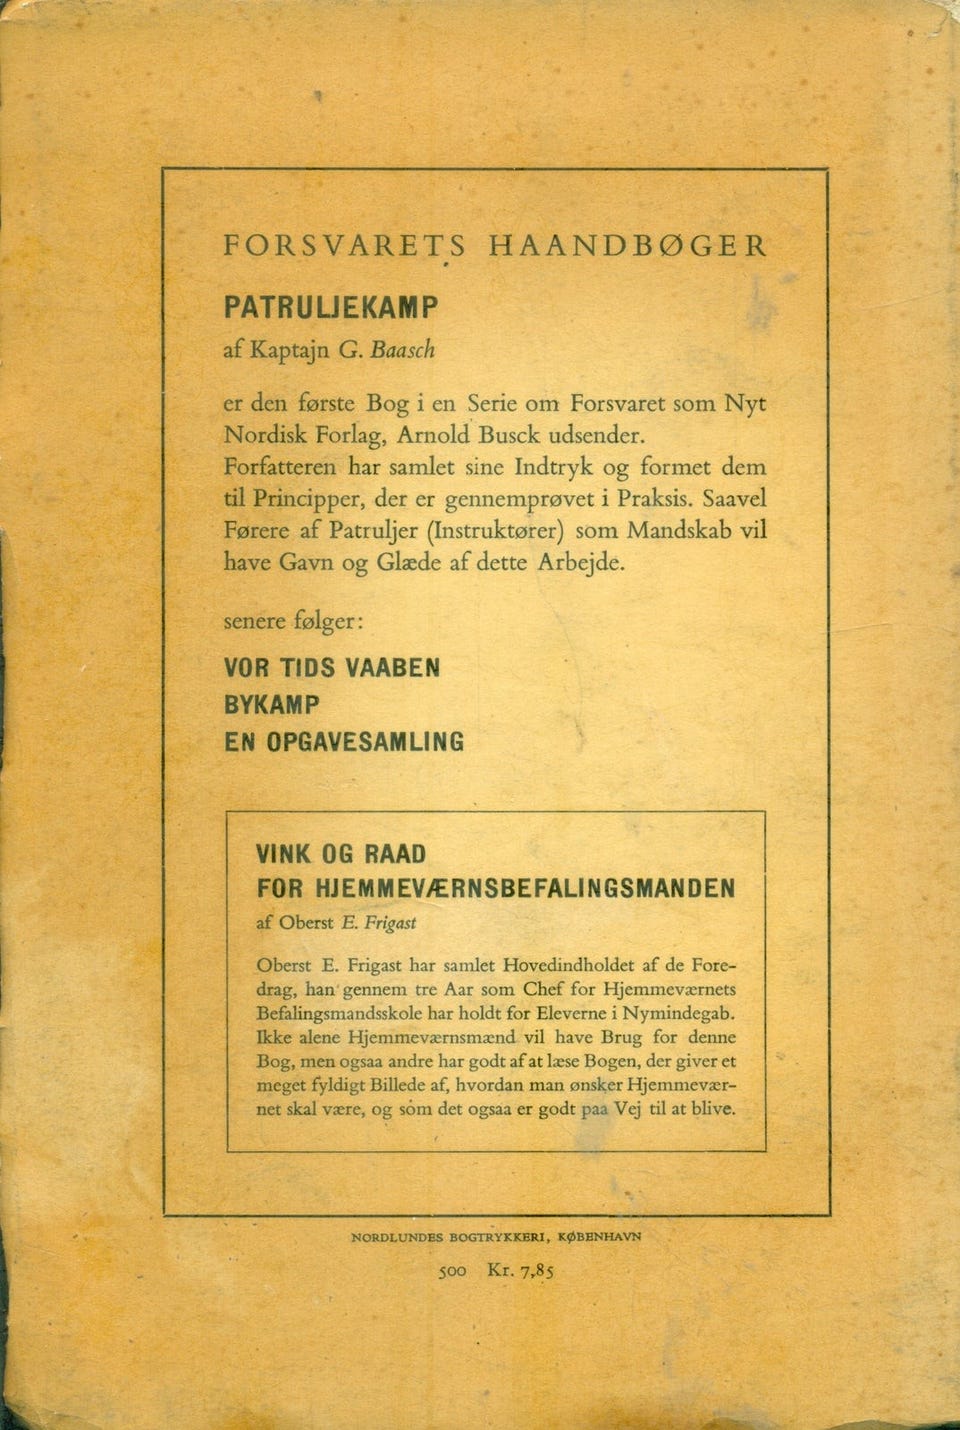 FORSVARETS HAANDBØGER
PATRULJEKAMP
af Kaptajn G. Baasch
er den første Bog i en Serie om Forsvaret som Nyt
Nordisk Forlag, Arnold Busck udsender.
Forfatteren har samlet sine Indtryk og formet dem
til Principper, der er gennemprøvet i Praksis. Saavel
Førere af Patruljer (Instruktører) som Mandskab vil
have Gavn og Glæde af dette Arbejde.
senere følger:
VOR TIDS VAABEN
BYKAMP
EN OPGAVESAMLING
VINK OG RAAD
FOR HJEMMEVÆRNSBEFALINGSMANDEN
af Oberst E. Frigast
Oberst E. Frigast har samlet Hovedindholdet af de Fore-
drag, han gennem tre Aar som Chef for Hjemmeværnets
Befalingsmandsskole har holdt for Eleverne i Nymindegab.
Ikke alene Hjemmeværnsmænd vil have Brug for denne
Bog, men ogsaa andre har godt af at læse Bogen, der giver et
meget fyldigt Billede af, hvordan man ønsker Hjemmevær-
net skal være, og som det ogsaa er godt paa Vej til at blive.
NORDLUNDES BOGTRYKKERI, KØBENHAVN
500 Kr. 7,85